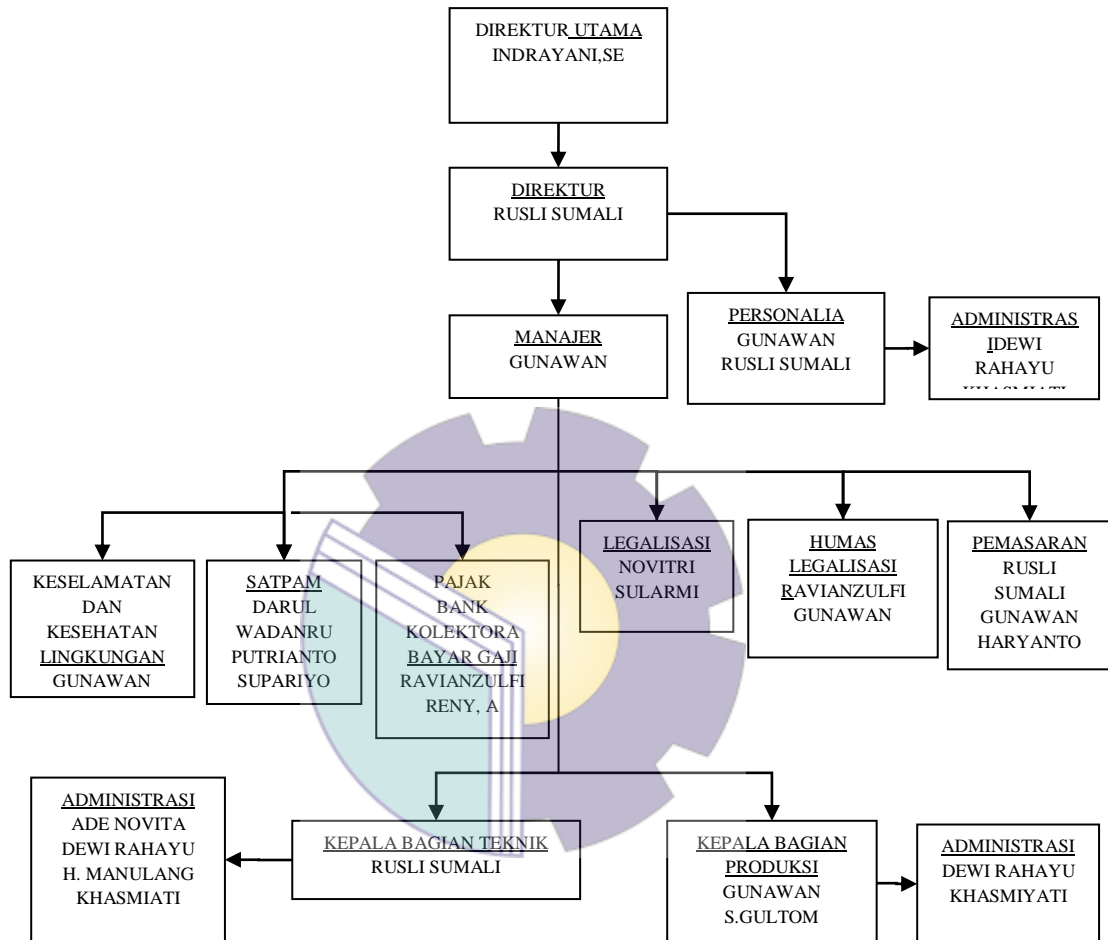 DIREKTUR UTAMA
INDRAYANI,SE
DIREKTUR
RUSLI SUMALI
MANAJER
GUNAWAN
PERSONALIA
GUNAWAN
RUSLI SUMALI
ADMINISTRAS
IDEWI
RAHAYU
KHASMIATI
KESELAMATAN
DAN
KESEHATAN
LINGKUNGAN
GUNAWAN
SATPAM
DARUL
WADANRU
PUTRIANTO
SUPARIYO
PAJAK
BANK
KOLEKTORA
BAYAR GAJI
RAVIANZULFI
RENY, A
LEGALISASI
NOVITRI
SULARMI
HUMAS
LEGALISASI
RAVIANZULFI
GUNAWAN
PEMASARAN
RUSLI
SUMALI
GUNAWAN
HARYANTO
ADMINISTRASI
ADE NOVITA
DEWI RAHAYU
H. MANULANG
KHASMIATI
KEPALA BAGIAN TEKNIK
RUSLI SUMALI
KEPALA BAGIAN
PRODUKSI
GUNAWAN
S.GULTOM
ADMINISTRASI
DEWI RAHAYU
KHASMIYATI